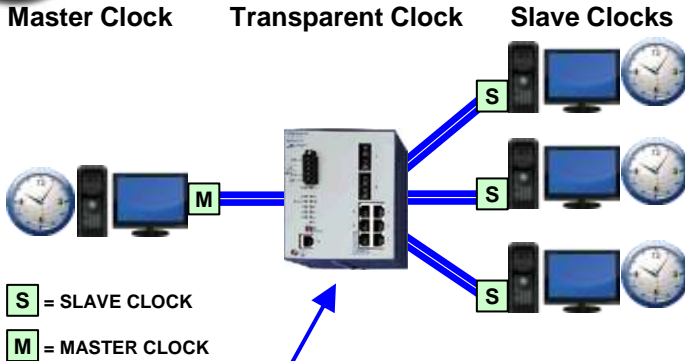 Master Clock Transparent Clock Slave Clocks
S
M
S
S
S = SLAVE CLOCK
M = MASTER CLOCK